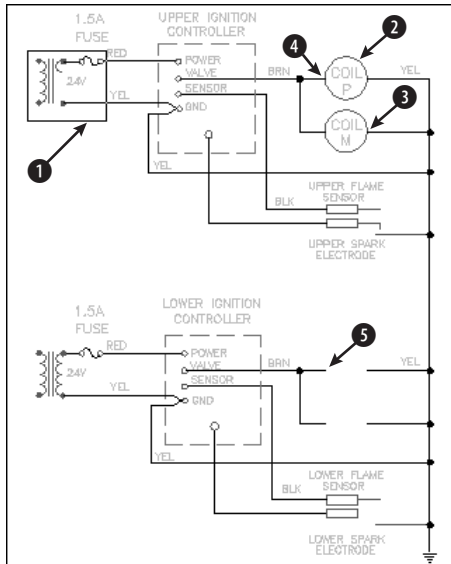 1.5A
FUSE
RED
24V
YEL
UPPER IGNITION
CONTROLLER
POWER
VALVE
SENSOR
GND
YEL
BRN
4
2
COIL
P
YEL
3
COIL
M
1
UPPER FLAME
SENSOR
BLK
UPPER SPARK
ELECTRODE
1.5A
FUSE
RED
24V
YEL
LOWER IGNITION
CONTROLLER
POWER
VALVE
SENSOR
GND
YEL
BRN
5
YEL
LOWER FLAME
SENSOR
BLK
LOWER SPARK
ELECTRODE